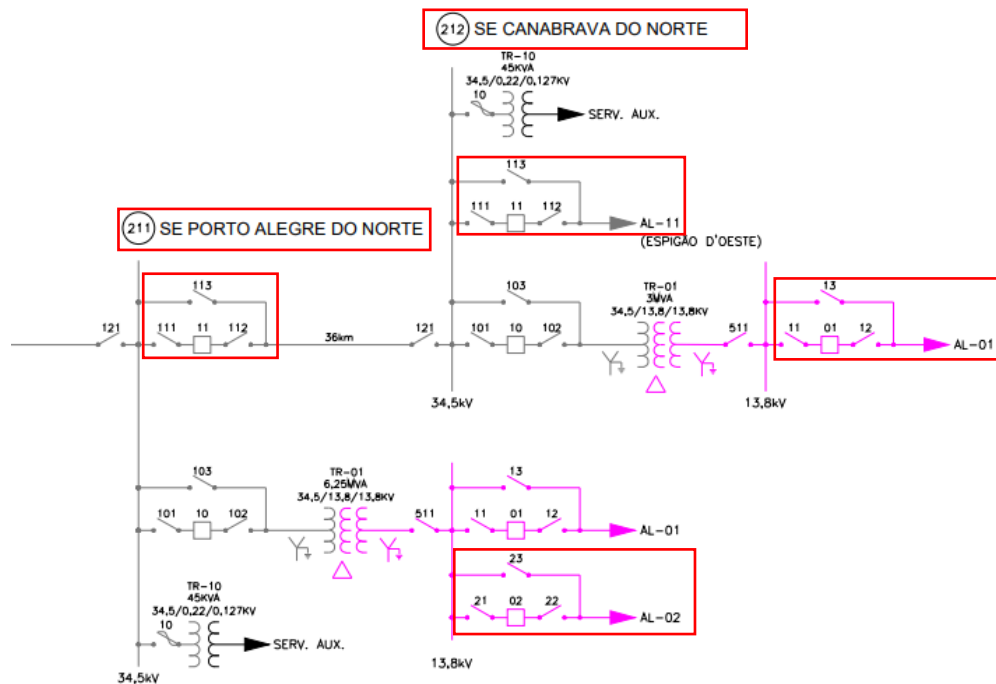 212 SE CANABRAVA DO NORTE
TR-10
45KVA
34,5/0,22/0,127KV
10
SERV. AUX.
113
111 11 112
AL-11
(ESPIGÃO D'OESTE)
211 SE PORTO ALEGRE DO NORTE
113
121 111 11 112
36km
121
103
101 10 102
TR-01
3MVA
34,5/13,8/13,8KV
511
13
11 01 12
AL-01
34,5kV
13,8kV
103
101 10 102
TR-01
6,25MVA
34,5/13,8/13,8KV
511
13
11 01 12
AL-01
23
21 02 22
AL-02
TR-10
45KVA
34,5/0,22/0,127KV
10
SERV. AUX.
34,5kV
13,8kV